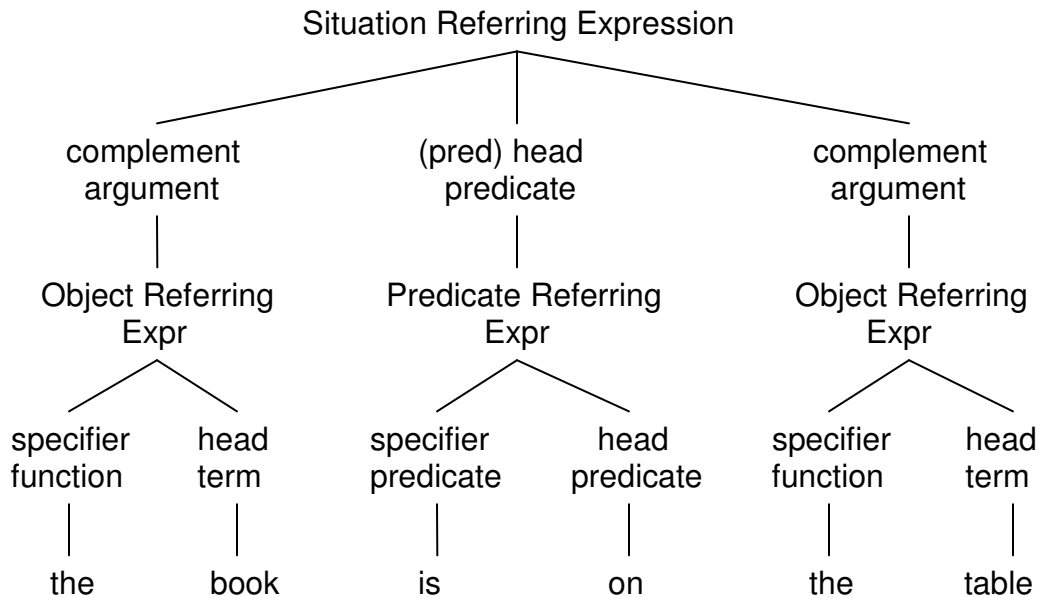 Situation Referring Expression
complement (pred) head complement
argument predicate argument
Object Referring Predicate Referring Object Referring
Expr Expr Expr
specifier head specifier head specifier head
function term predicate predicate function term
the book is on the table